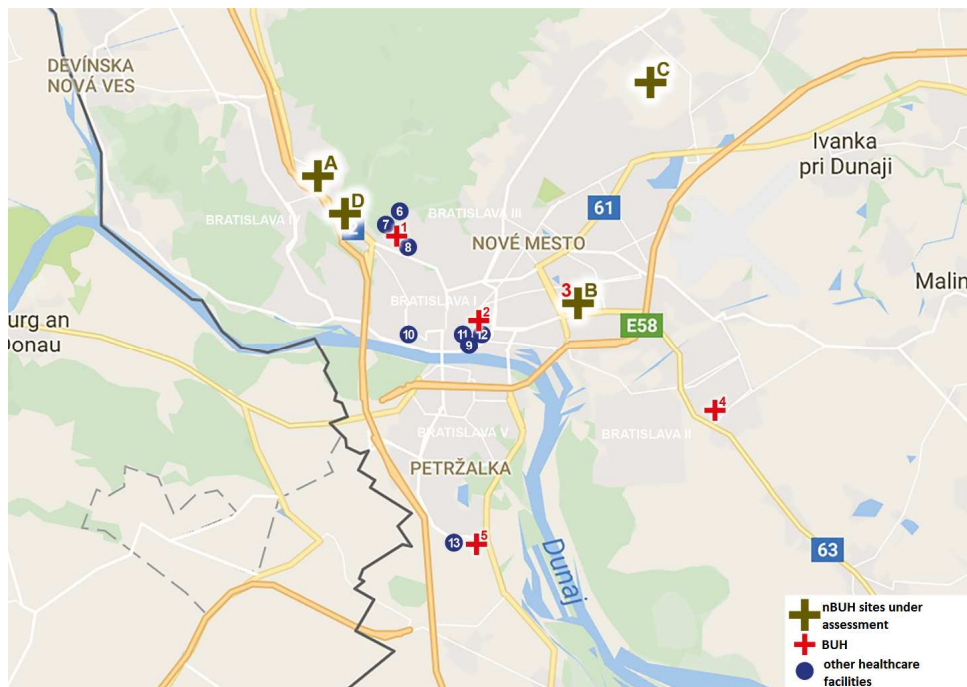 DEVÍNSKA
NOVÁ VES
C
A
Ivanka
pri Dunaji
D
6
7
1
8
BRATISLAVA IV
BRATISLAVA III
61
NOVÉ MESTO
3
B
Malin
BRATISLAVA I
2
urg an
Donau
10
11
12
9
E58
4
BRATISLAVA V
BRATISLAVA II
PETRŽALKA
13
5
Dunaj
63
nBUH sites under
assessment
BUH
other healthcare
facilities